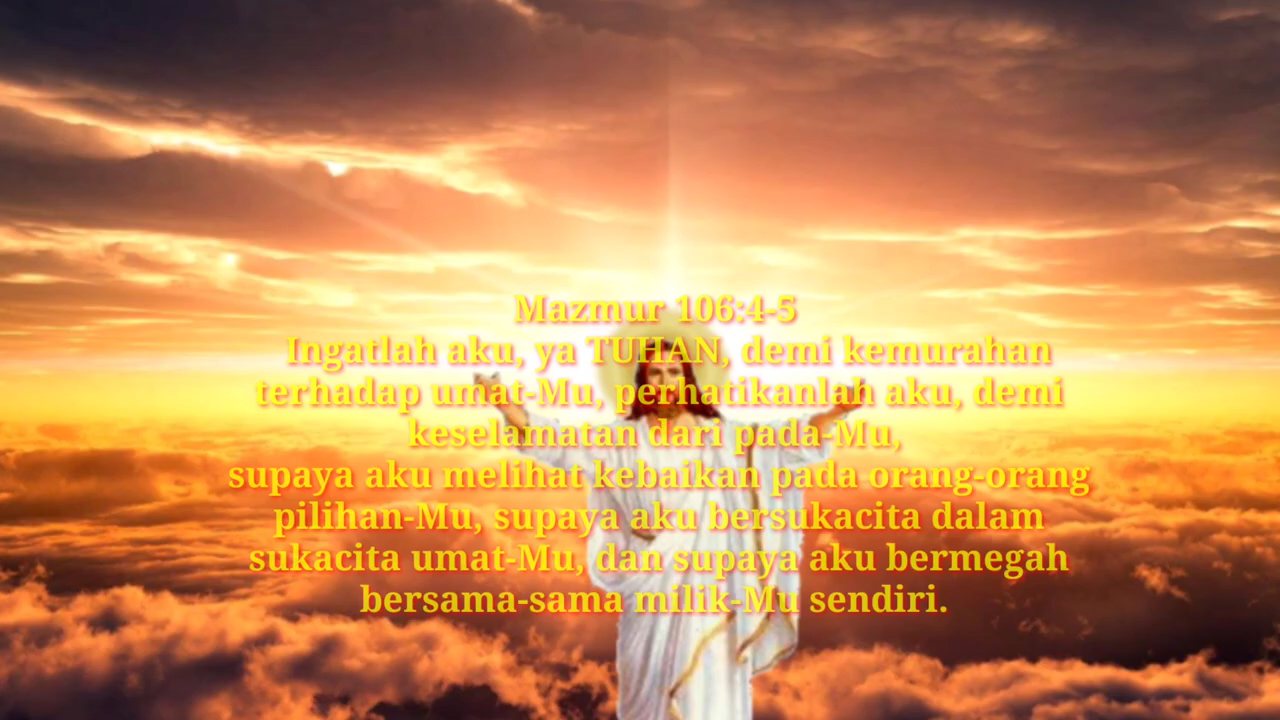 Mazmur 106:4-5
Ingatlah aku, ya TUHAN, demi kemurahan
terhadap umat-Mu, perhatikanlah aku, demi
keselamatan dari pada-Mu,
supaya aku melihat kebaikan pada orang-orang
pilihan-Mu, supaya aku bersukacita dalam
sukacita umat-Mu, dan supaya aku bermegah
bersama-sama milik-Mu sendiri.